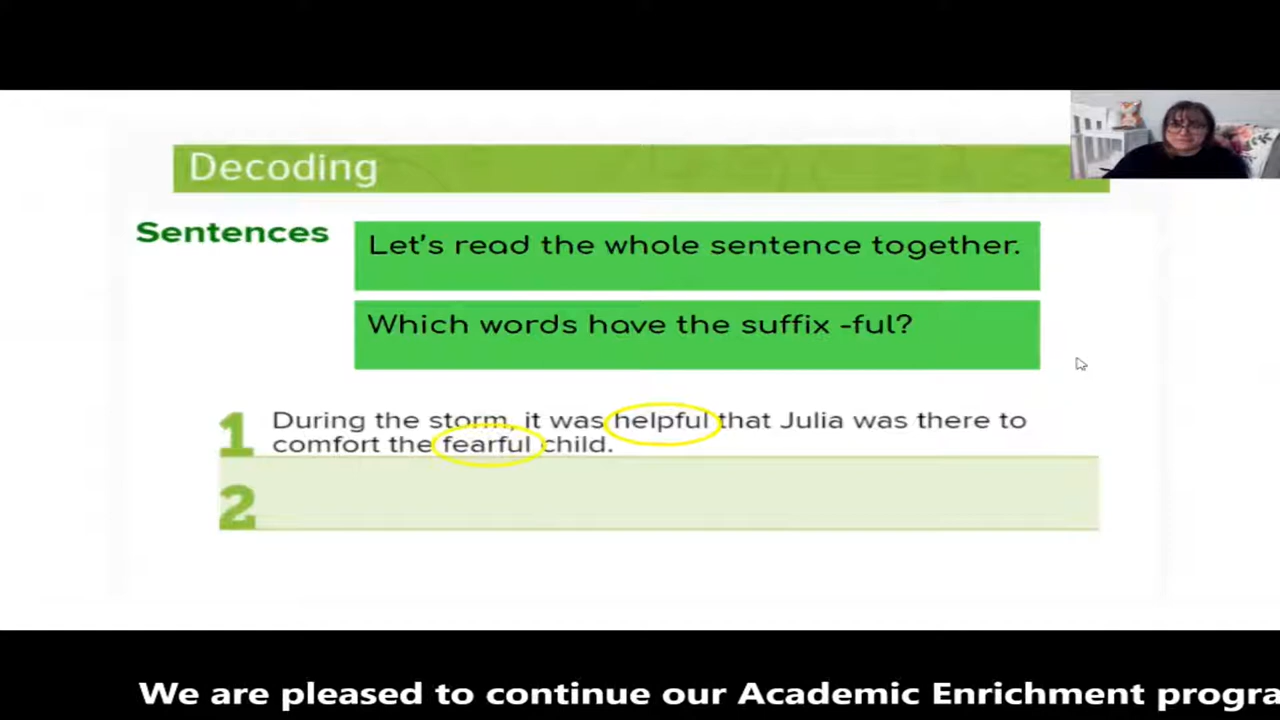 Decoding
Sentences
Let's read the whole sentence together.
Which words have the suffix -ful?
1
During the storm, it was helpful that Julia was there to
comfort the fearful child.
2
We are pleased to continue our Academic Enrichment progra